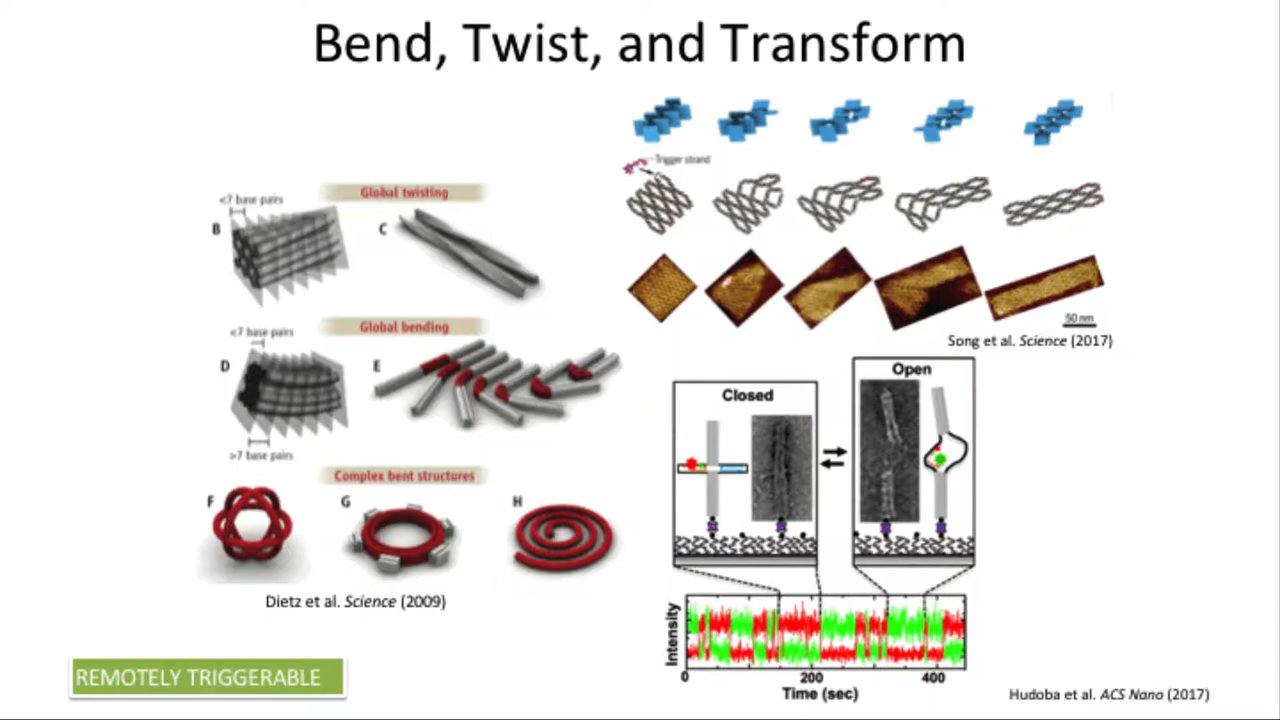 Bend, Twist, and Transform
Global twisting
<7 base pairs
B
C
Global bending
<7 base pairs
D
E
>7 base pairs
Complex bent structures
F
G
H
Dietz et al. Science (2009)
REMOTELY TRIGGERABLE
Trigger strand
50 nm
Song et al. Science (2017)
Closed
Open
Intensity
0
200
400
Time (sec)
Hudoba et al. ACS Nano (2017)